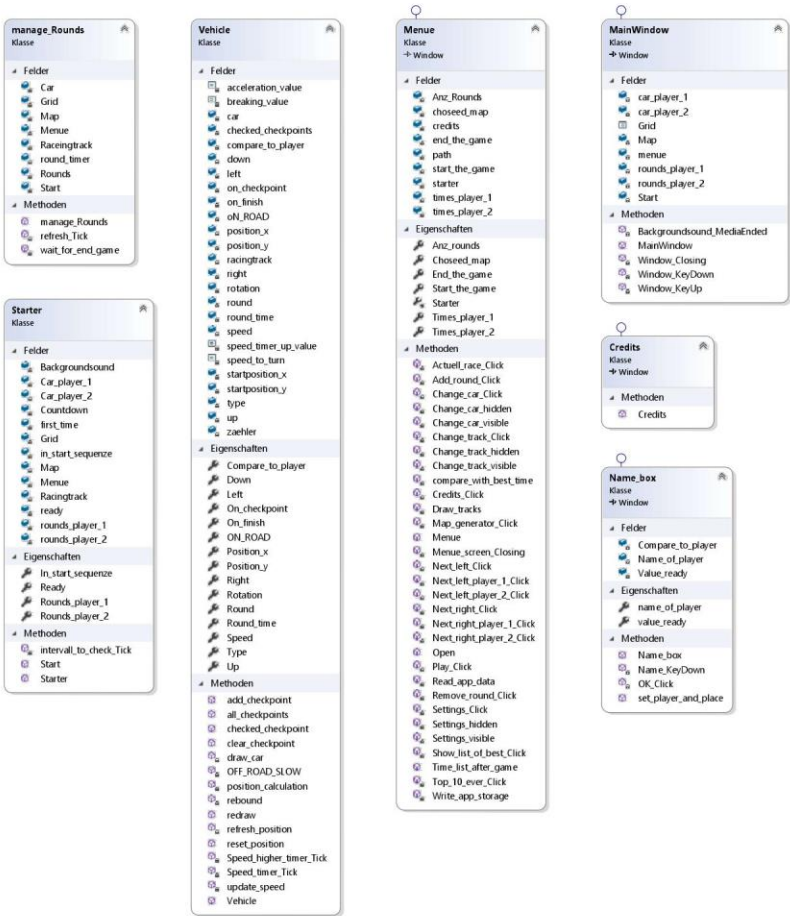 manage_Rounds
Klasse
Felder
Car
Grid
Map
Menue
Raceingtrack
round_timer
Rounds
Start
Methoden
manage_Rounds
refresh_Tick
wait_for_end_game
Starter
Klasse
Felder
Backgroundsound
Car_player_1
Car_player_2
Countdown
first_time
Grid
in_start_sequenze
Map
Menue
Racingtrack
ready
rounds_player_1
rounds_player_2
Eigenschaften
In_start_sequenze
Ready
Rounds_player_1
Rounds_player_2
Methoden
intervall_to_check_Tick
Start
Starter
Vehicle
Klasse
Felder
acceleration_value
breaking_value
car
checked_checkpoints
compare_to_player
down
left
on_checkpoint
on_finish
oN_ROAD
position_x
position_y
racingtrack
right
rotation
round
round_time
speed
speed_timer_up_value
speed_to_turn
startposition_x
startposition_y
type
up
zaehler
Eigenschaften
Compare_to_player
Down
Left
On_checkpoint
On_finish
ON_ROAD
Position_x
Position_y
Right
Rotation
Round
Round_time
Speed
Type
Up
Methoden
add_checkpoint
all_checkpoints
checked_checkpoint
clear_checkpoint
draw_car
OFF_ROAD_SLOW
position_calculation
rebound
redraw
refresh_position
reset_position
Speed_higher_timer_Tick
Speed_timer_Tick
update_speed
Vehicle
Menue
Klasse
Window
Felder
Anz_Rounds
choseed_map
credits
end_the_game
path
start_the_game
starter
times_player_1
times_player_2
Eigenschaften
Anz_rounds
Choseed_map
End_the_game
Start_the_game
Starter
Times_player_1
Times_player_2
Methoden
Actuell_race_Click
Add_round_Click
Change_car_Click
Change_car_hidden
Change_car_visible
Change_track_Click
Change_track_hidden
Change_track_visible
compare_with_best_time
Credits_Click
Draw_tracks
Map_generator_Click
Menue
Menue_screen_Closing
Next_left_Click
Next_left_player_1_Click
Next_left_player_2_Click
Next_right_Click
Next_right_player_1_Click
Next_right_player_2_Click
Open
Play_Click
Read_app_data
Remove_round_Click
Settings_Click
Settings_hidden
Settings_visible
Show_list_of_best_Click
Time_list_after_game
Top_10_ever_Click
Write_app_storage
MainWindow
Klasse
Window
Felder
car_player_1
car_player_2
Grid
Map
menue
rounds_player_1
rounds_player_2
Start
Methoden
Backgroundsound_MediaEnded
MainWindow
Window_Closing
Window_KeyDown
Window_KeyUp
Credits
Klasse
Window
Methoden
Credits
Name_box
Klasse
Window
Felder
Compare_to_player
Name_of_player
Value_ready
Eigenschaften
name_of_player
value_ready
Methoden
Name_box
Name_KeyDown
OK_Click
set_player_and_place